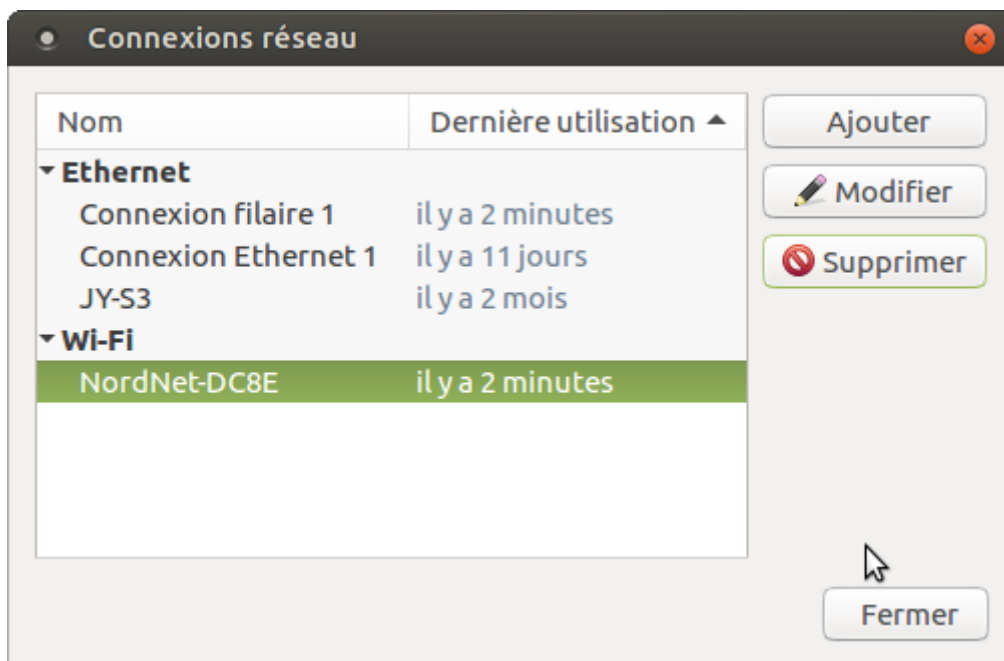 Connexions réseau
Nom Dernière utilisation
Ajouter
Ethernet
Modifier
Connexion filaire 1 il y a 2 minutes
Connexion Ethernet 1 il y a 11 jours
Supprimer
JY-S3 il y a 2 mois
Wi-Fi
NordNet-DC8E il y a 2 minutes
Fermer